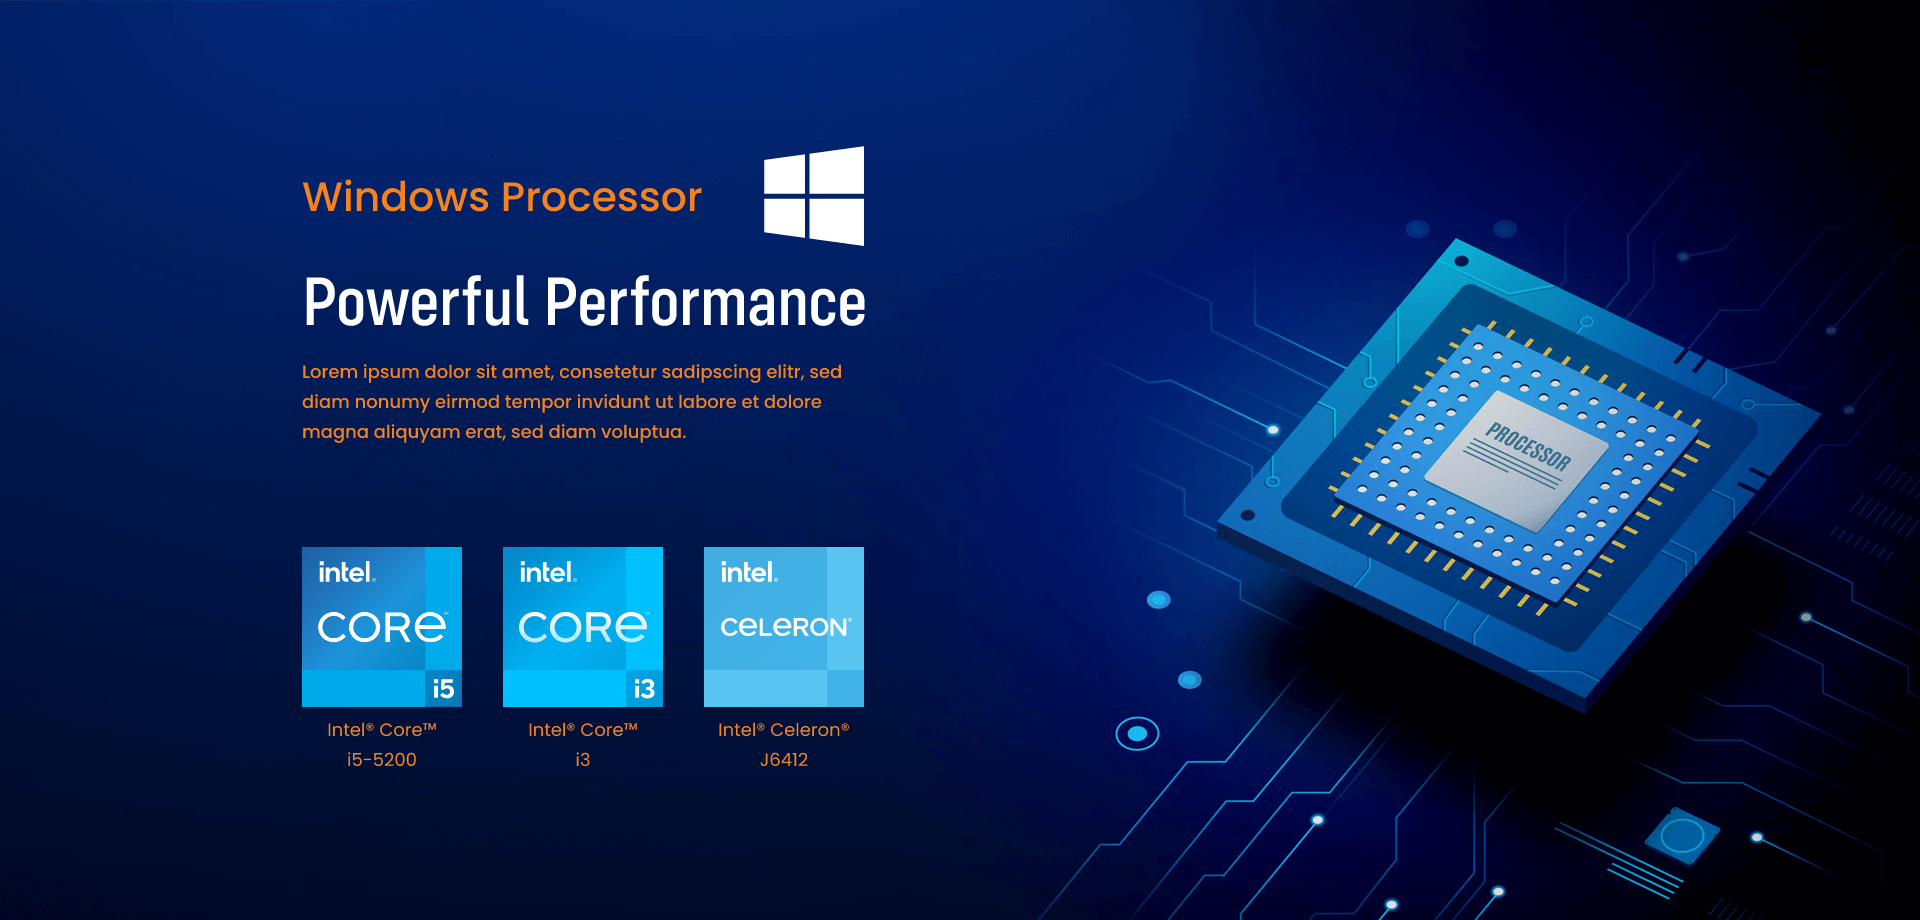 Windows Processor
Powerful Performance
Lorem ipsum dolor sit amet, consetetur sadipscing elitr, sed
diam nonumy eirmod tempor invidunt ut labore et dolore
magna aliquyam erat, sed diam voluptua.
intel.
CORe™
i5
Intel® Core™
i5-5200
intel.
CORe™
i3
Intel® Core™
i3
intel.
CeLeRON®
Intel® Celeron®
J6412
PROCESSOR